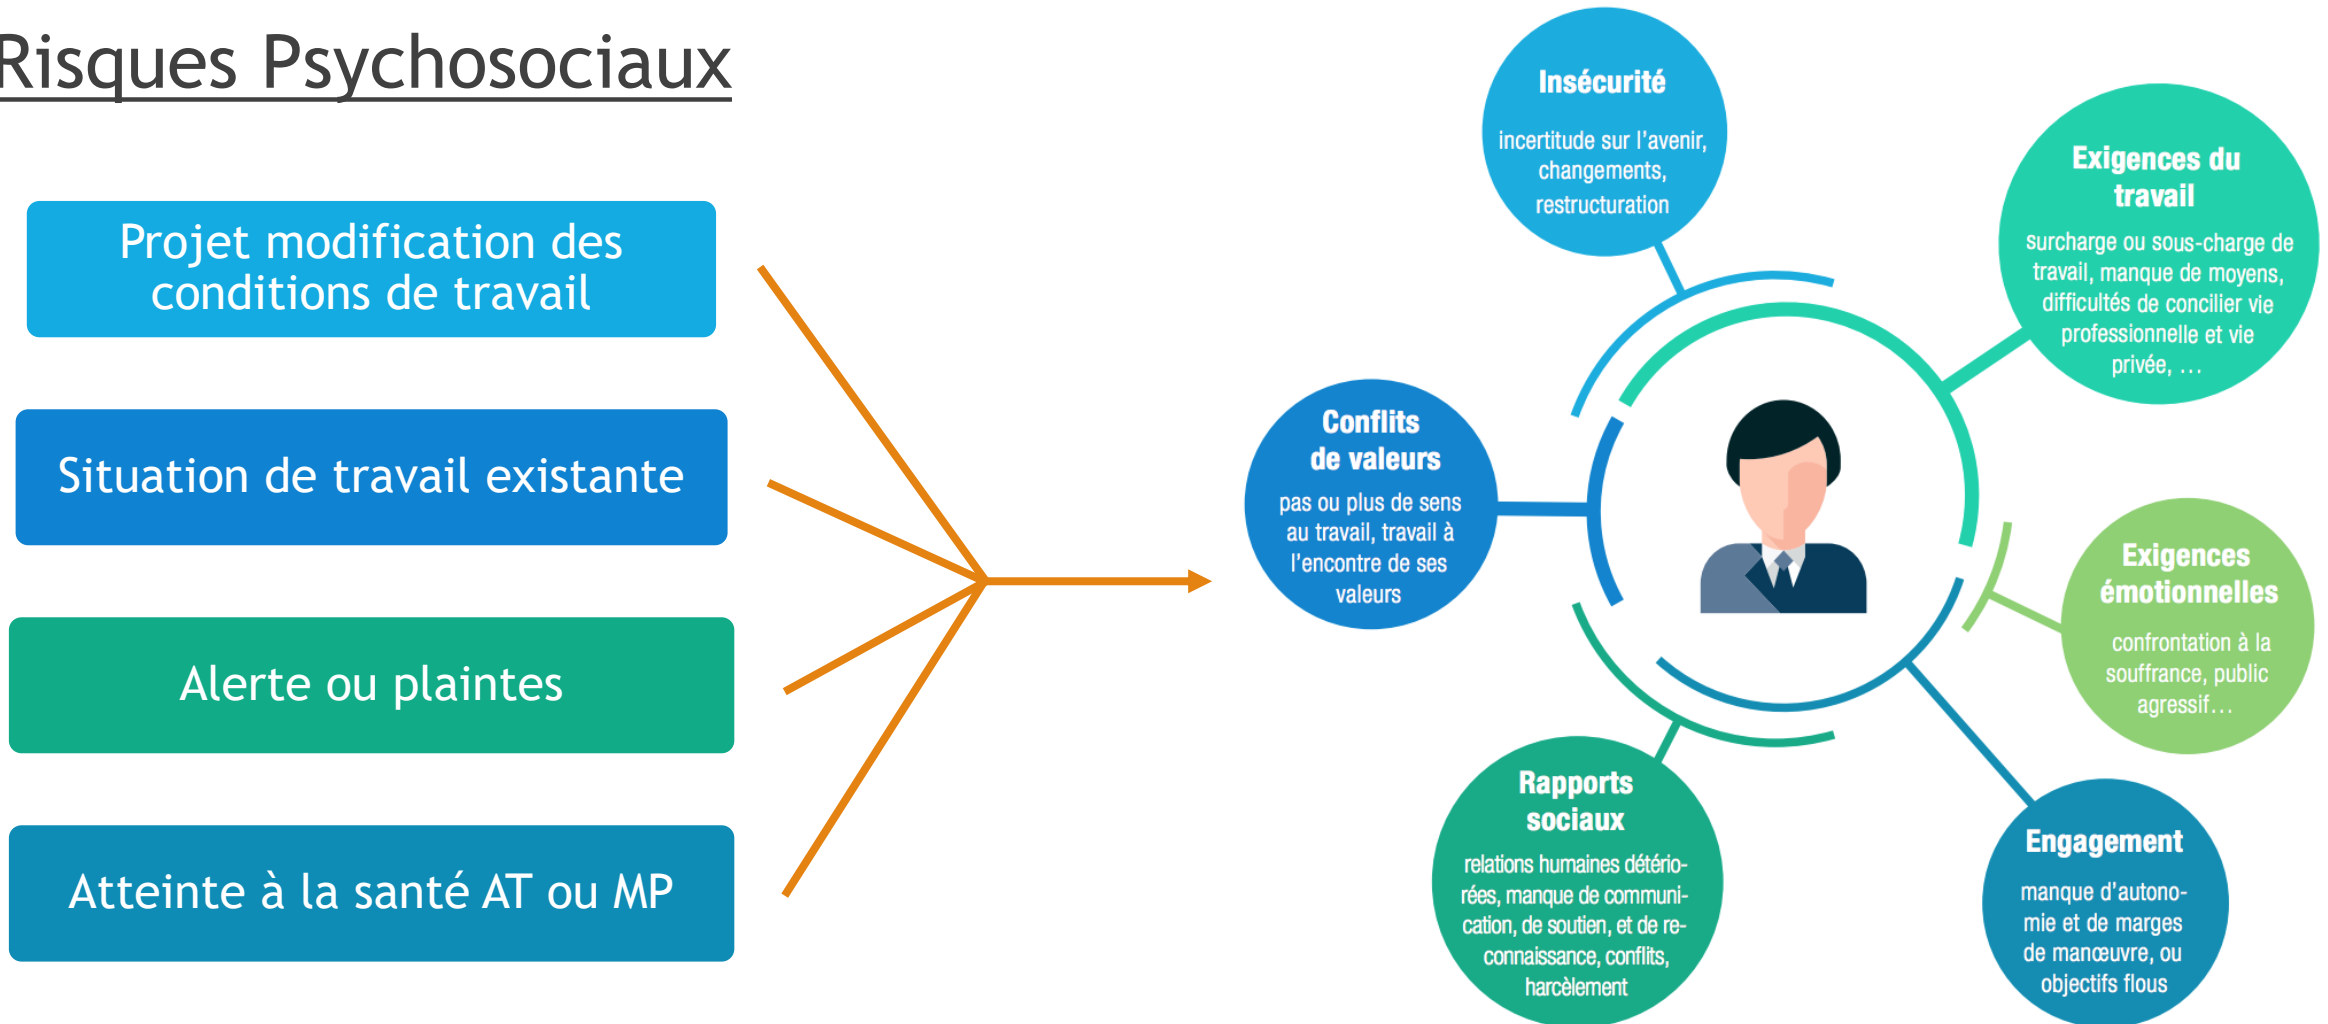 Risques Psychosociaux
Projet modification des
conditions de travail
Situation de travail existante
Alerte ou plaintes
Atteinte à la santé AT ou MP
Insécurité
incertitude sur l’avenir,
changements,
restructuration
Exigences du
travail
surcharge ou sous-charge de
travail, manque de moyens,
difficultés de concilier vie
professionnelle et vie
privée, ...
Conflits
de valeurs
pas ou plus de sens
au travail, travail à
l’encontre de ses
valeurs
Exigences
émotionnelles
confrontation à la
souffrance, public
agressif...
Rapports
sociaux
relations humaines détério-
rées, manque de communi-
cation, de soutien, et de re-
connaissance, conflits,
harcèlement
Engagement
manque d’autono-
mie et de marges
de manœuvre, ou
objectifs flous